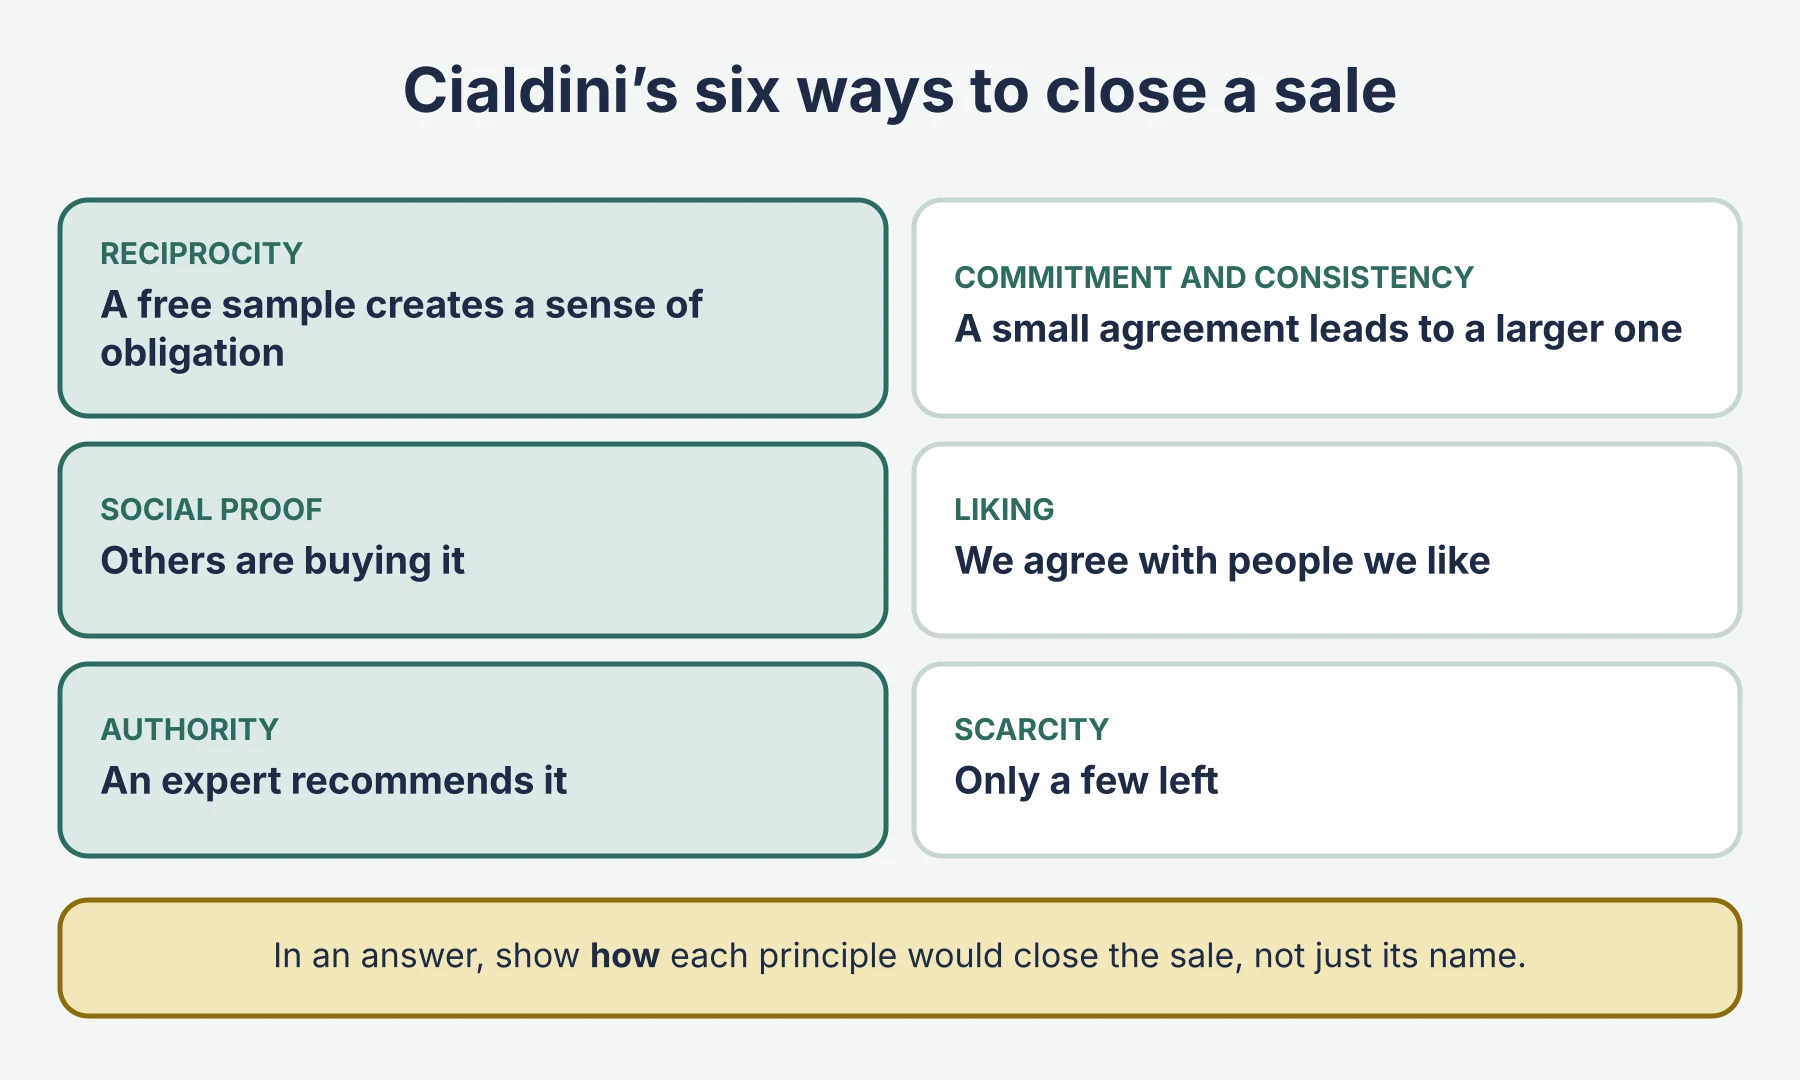 Cialdini’s six ways to close a sale
RECIPROCITY
A free sample creates a sense of
obligation
COMMITMENT AND CONSISTENCY
A small agreement leads to a larger one
SOCIAL PROOF
Others are buying it
LIKING
We agree with people we like
AUTHORITY
An expert recommends it
SCARCITY
Only a few left
In an answer, show how each principle would close the sale, not just its name.